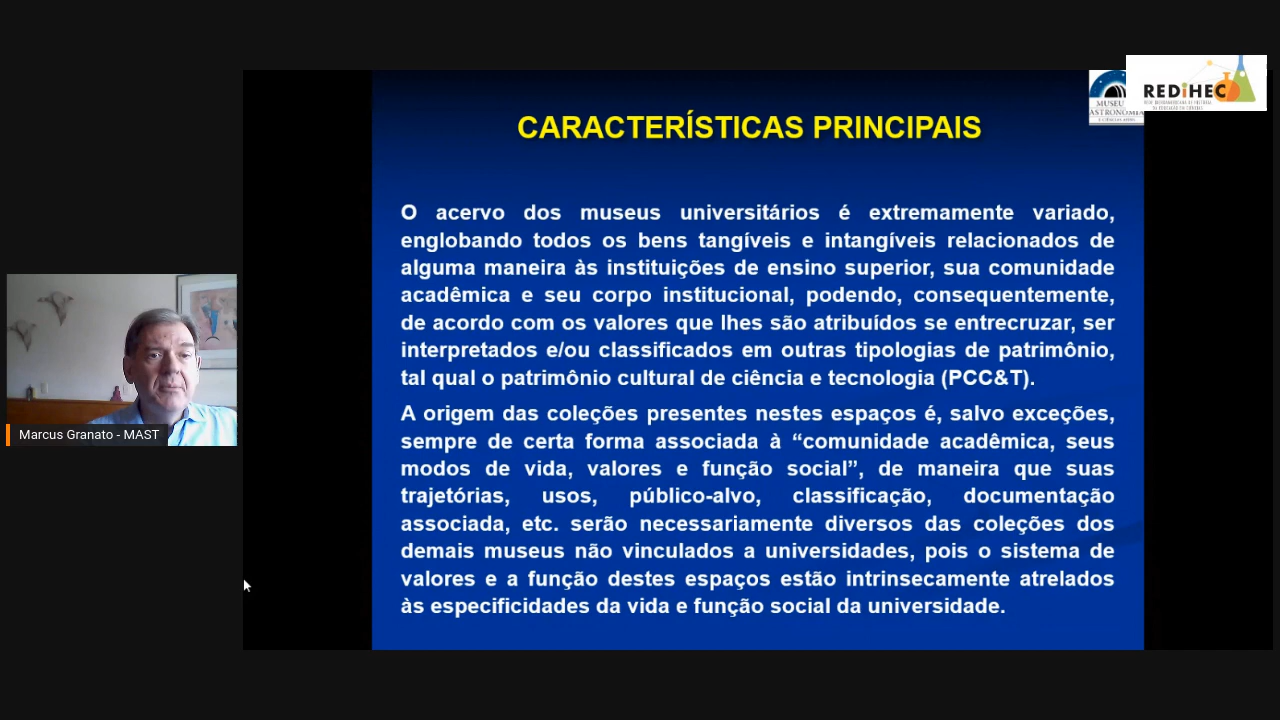 REDiHEC
MUSEU
ASTRONOMIA
CARACTERÍSTICAS PRINCIPAIS
O acervo dos museus universitários é extremamente variado,
englobando todos os bens tangíveis e intangíveis relacionados de
alguma maneira às instituições de ensino superior, sua comunidade
acadêmica e seu corpo institucional, podendo, consequentemente,
de acordo com os valores que lhes são atribuídos se entrecruzar, ser
interpretados e/ou classificados em outras tipologias de patrimônio,
tal qual o patrimônio cultural de ciência e tecnologia (PCC&T).
A origem das coleções presentes nestes espaços é, salvo exceções,
sempre de certa forma associada à “comunidade acadêmica, seus
modos de vida, valores e função social”, de maneira que suas
trajetórias, usos, público-alvo, classificação, documentação
associada, etc. serão necessariamente diversos das coleções dos
demais museus não vinculados a universidades, pois o sistema de
valores e a função destes espaços estão intrinsecamente atrelados
às especificidades da vida e função social da universidade.
Marcus Granato - MAST